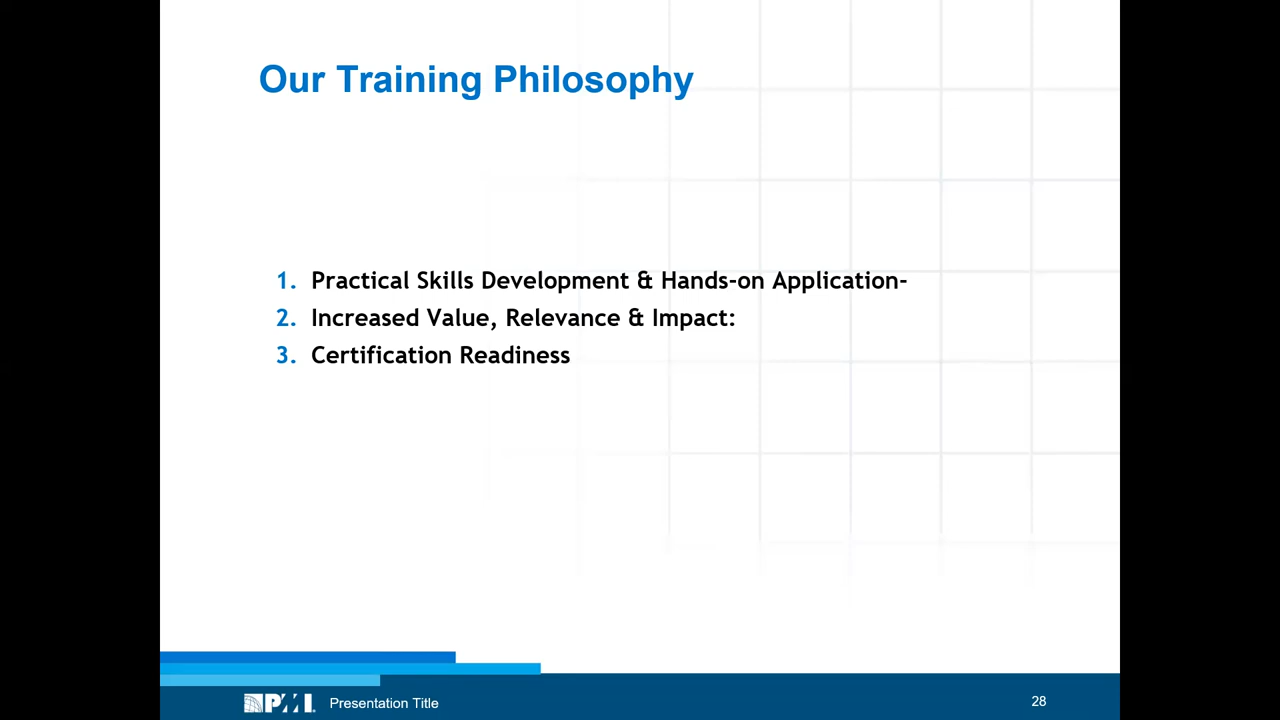 Our Training Philosophy
1. Practical Skills Development & Hands-on Application-
2. Increased Value, Relevance & Impact:
3. Certification Readiness
PMI Presentation Title
28